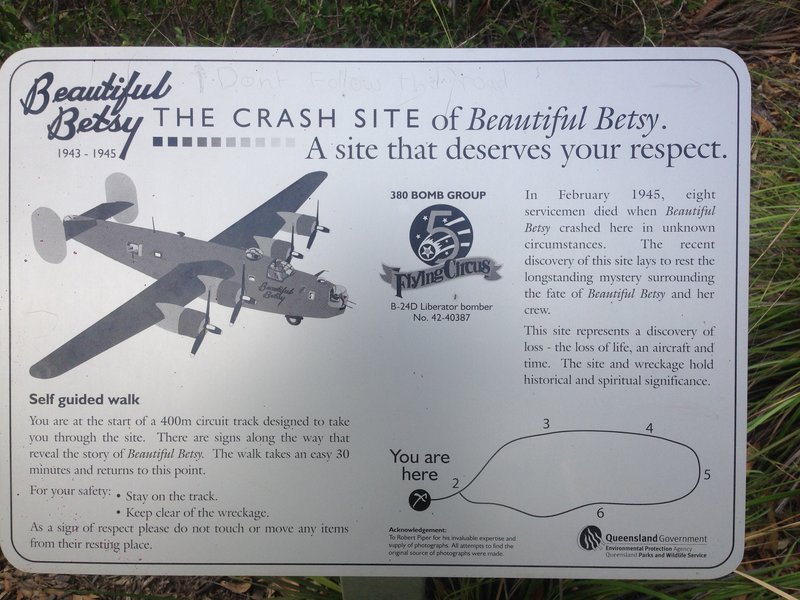 Beautiful
Betsy
1943 - 1945
THE CRASH SITE of Beautiful Betsy.
A site that deserves your respect.
Beautiful
Betsy
380 BOMB GROUP
5
Flying Circus
B-24D Liberator bomber
No. 42-40387
In February 1945, eight
servicemen died when Beautiful
Betsy crashed here in unknown
circumstances. The recent
discovery of this site lays to rest the
longstanding mystery surrounding
the fate of Beautiful Betsy and her
crew.
This site represents a discovery of
loss - the loss of life, an aircraft and
time. The site and wreckage hold
historical and spiritual significance.
Self guided walk
You are at the start of a 400m circuit track designed to take
you through the site. There are signs along the way that
reveal the story of Beautiful Betsy. The walk takes an easy 30
minutes and returns to this point.
For your safety: • Stay on the track.
• Keep clear of the wreckage.
As a sign of respect please do not touch or move any items
from their resting place.
You are
here
2
3
4
5
6
Acknowledgement:
To Robert Piper for his invaluable expertise and
supply of photographs. All attempts to find the
original source of photographs were made.
Queensland Government
Environmental Protection Agency
Queensland Parks and Wildlife Service